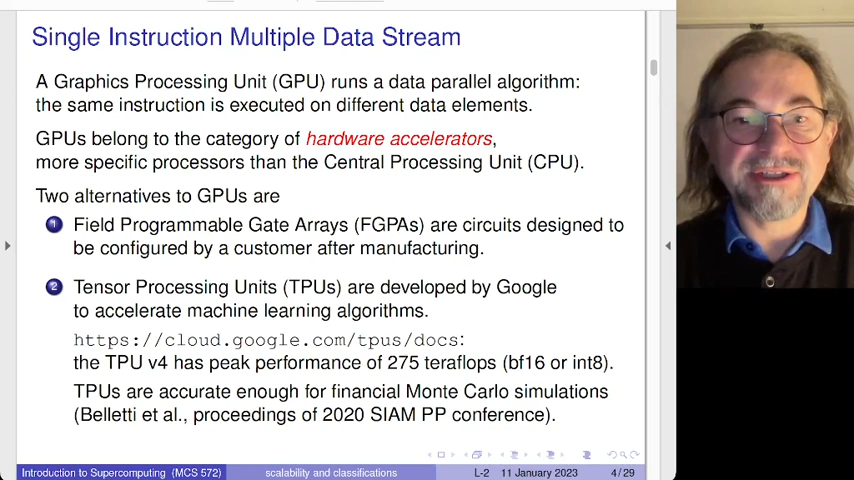 Single Instruction Multiple Data Stream
A Graphics Processing Unit (GPU) runs a data parallel algorithm:
the same instruction is executed on different data elements.
GPUs belong to the category of hardware accelerators,
more specific processors than the Central Processing Unit (CPU).
Two alternatives to GPUs are
1 Field Programmable Gate Arrays (FGPAs) are circuits designed to
be configured by a customer after manufacturing.
2 Tensor Processing Units (TPUs) are developed by Google
to accelerate machine learning algorithms.
https://cloud.google.com/tpus/docs:
the TPU v4 has peak performance of 275 teraflops (bf16 or int8).
TPUs are accurate enough for financial Monte Carlo simulations
(Belletti et al., proceedings of 2020 SIAM PP conference).
Introduction to Supercomputing (MCS 572) scalability and classifications L-2 11 January 2023 4/29